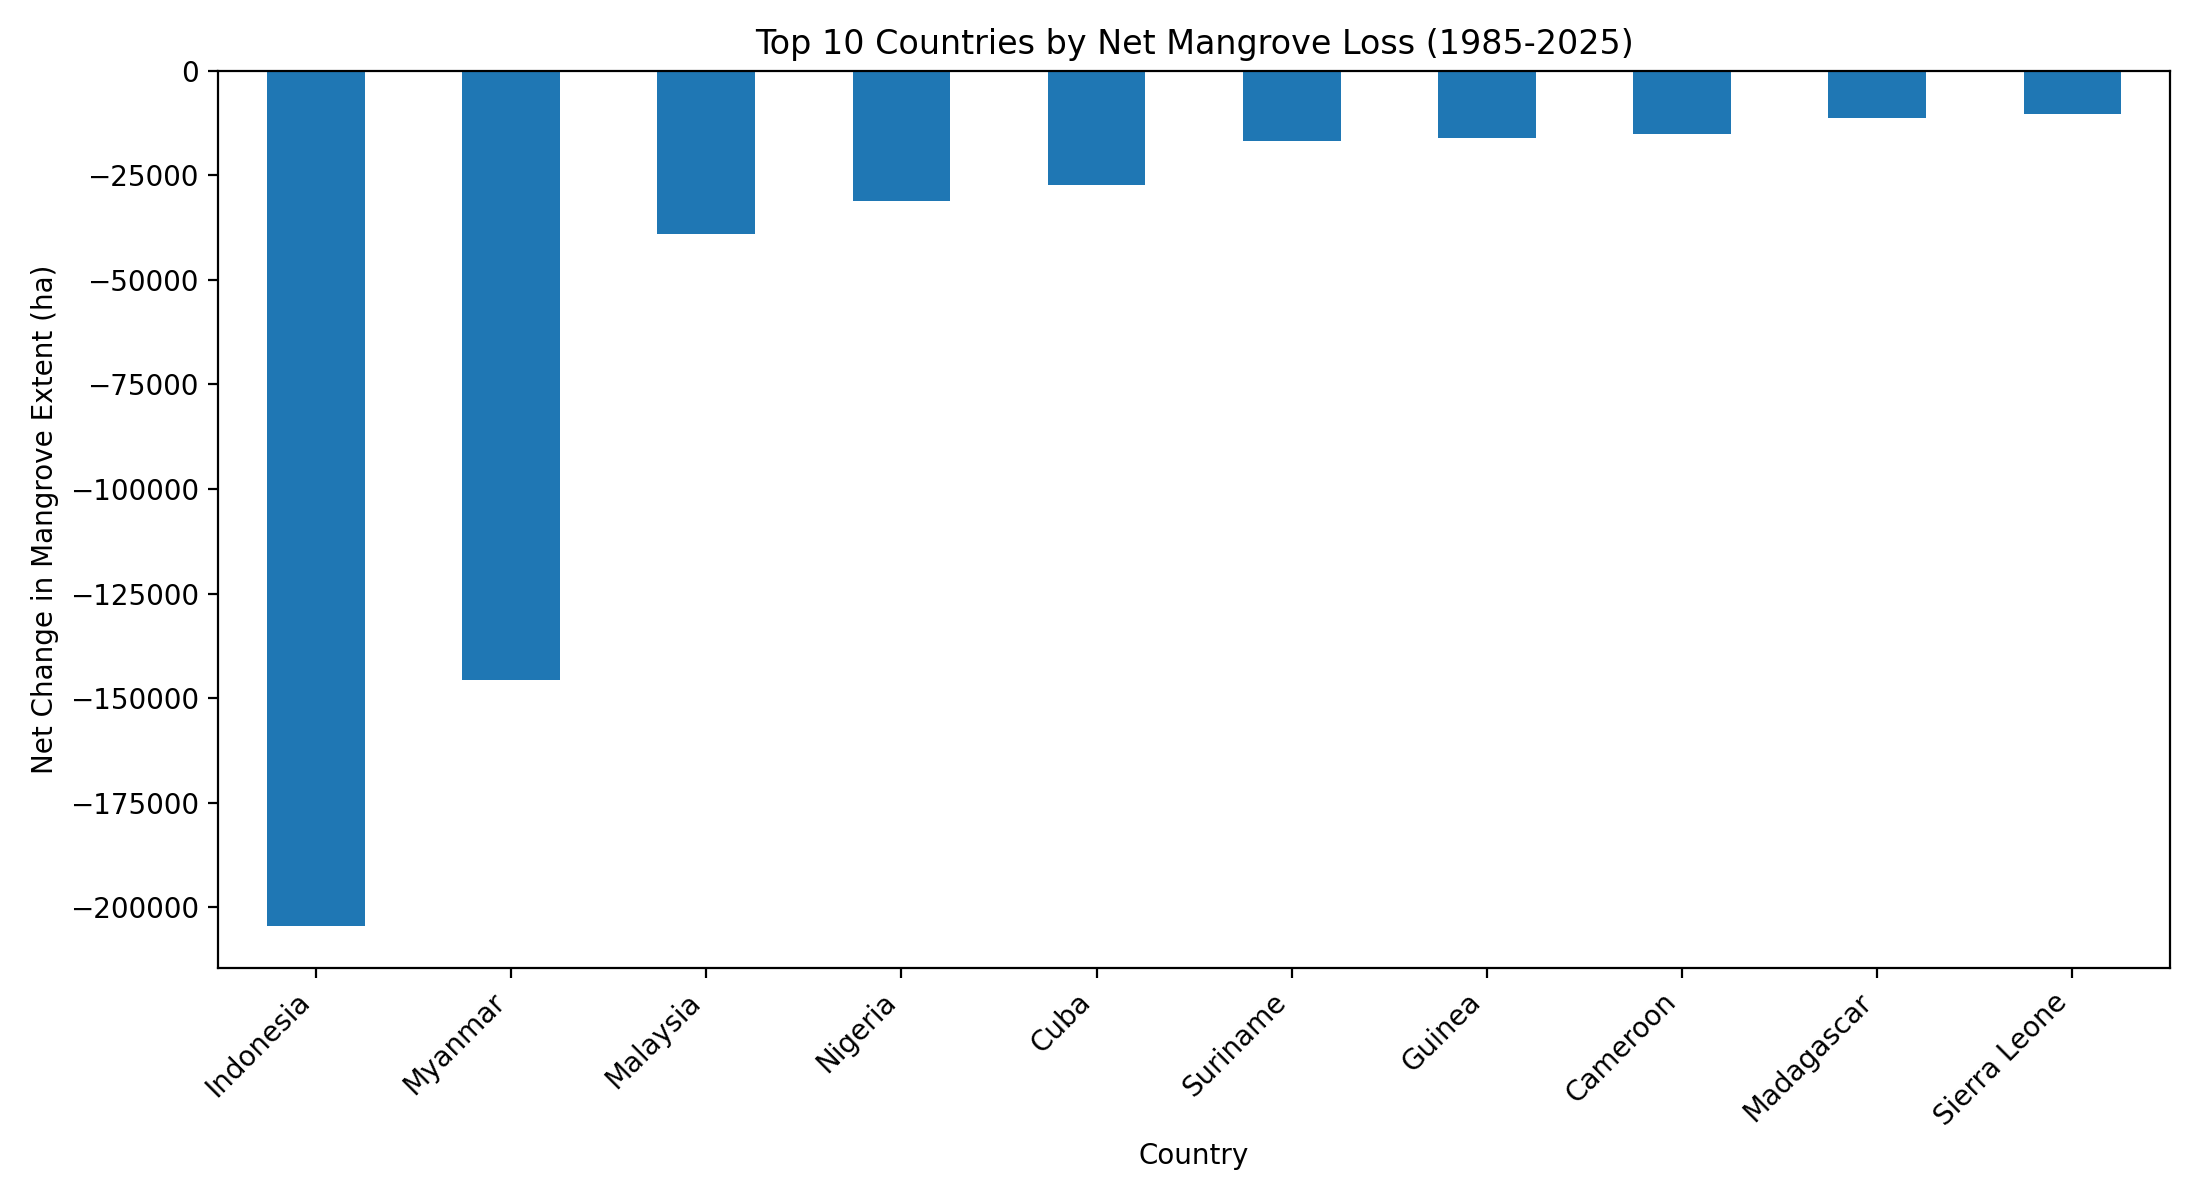 Top 10 Countries by Net Mangrove Loss (1985-2025)
Net Change in Mangrove Extent (ha)
0
−25000
−50000
−75000
−100000
−125000
−150000
−175000
−200000
Indonesia
Myanmar
Malaysia
Nigeria
Cuba
Suriname
Guinea
Cameroon
Madagascar
Sierra Leone
Country